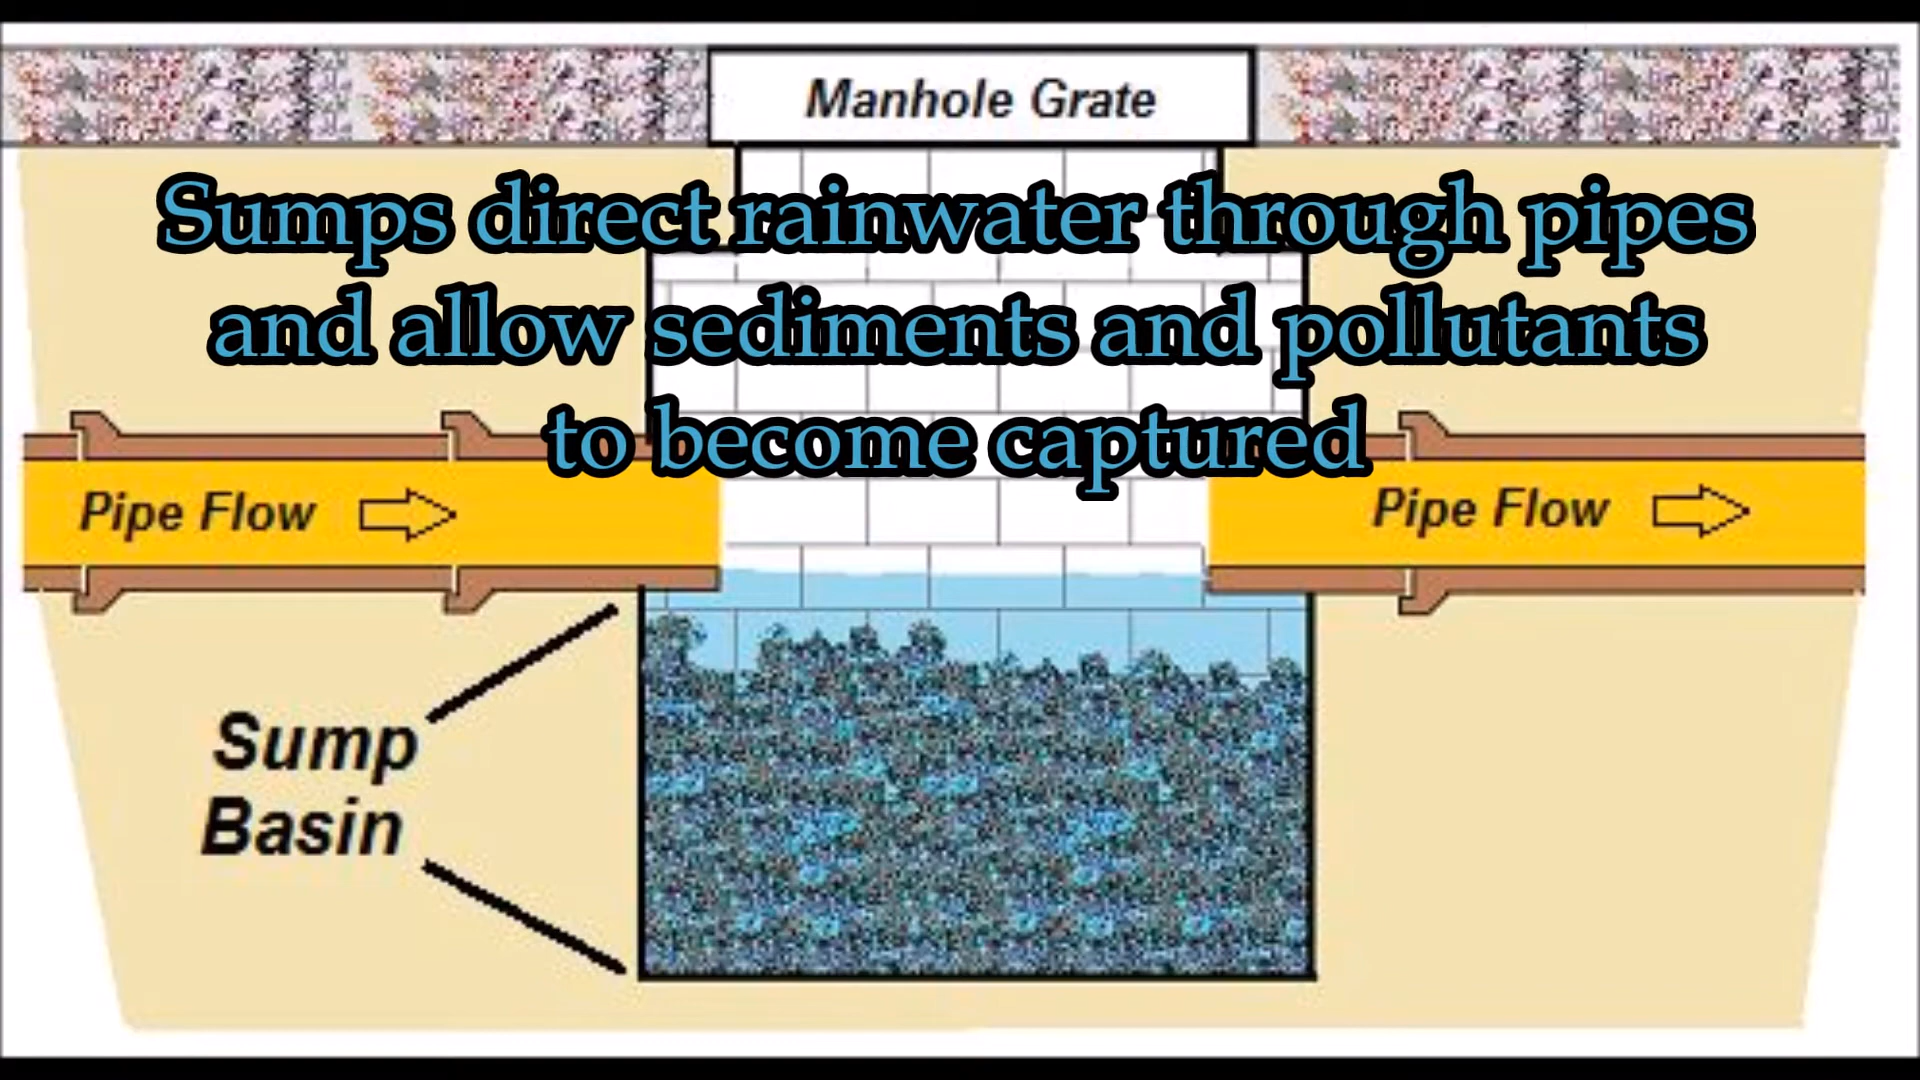 Manhole Grate
Sumps direct rainwater through pipes
and allow sediments and pollutants
to become captured
Pipe Flow
Pipe Flow
Sump
Basin